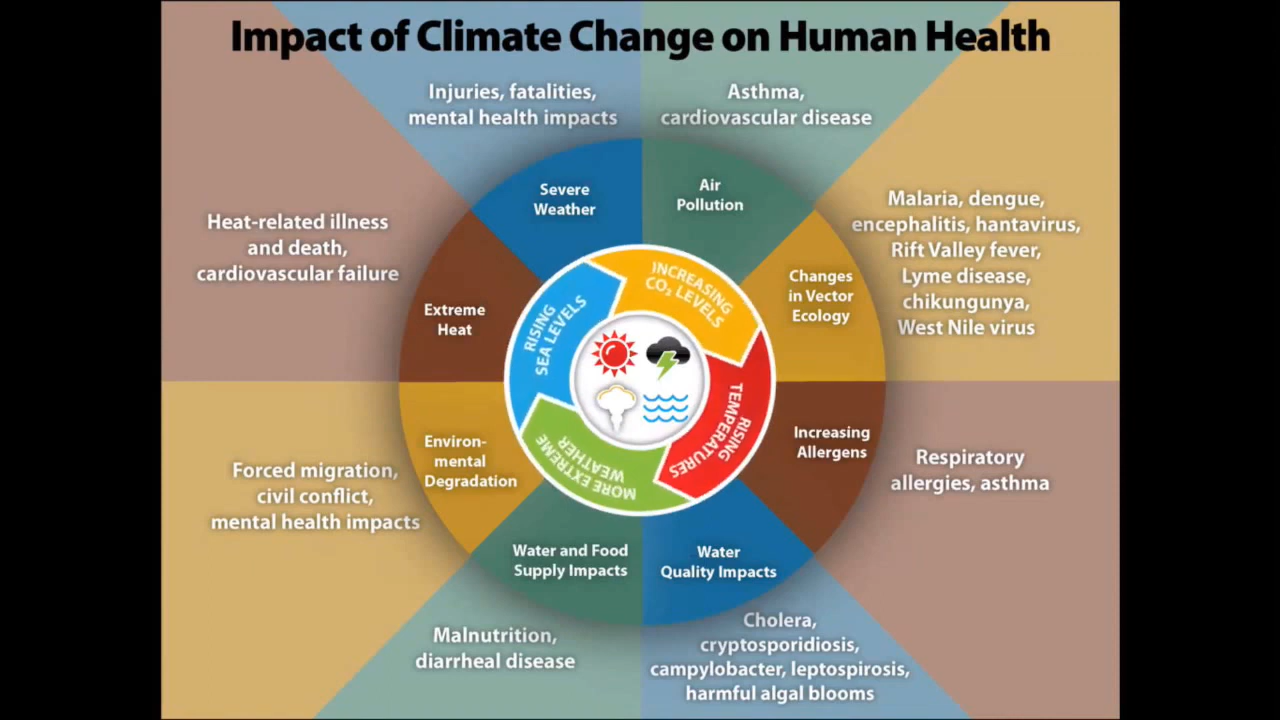 Impact of Climate Change on Human Health
Injuries, fatalities,
mental health impacts
Asthma,
cardiovascular disease
Severe
Weather
Air
Pollution
Heat-related illness
and death,
cardiovascular failure
Malaria, dengue,
encephalitis, hantavirus,
Rift Valley fever,
Lyme disease,
chikungunya,
West Nile virus
Extreme
Heat
Changes
in Vector
Ecology
RISING
SEA LEVELS
INCREASING
CO₂ LEVELS
RISING
TEMPERATURES
MORE EXTREME
WEATHER
Forced migration,
civil conflict,
mental health impacts
Environ-
mental
Degradation
Increasing
Allergens
Respiratory
allergies, asthma
Water and Food
Supply Impacts
Water
Quality Impacts
Malnutrition,
diarrheal disease
Cholera,
cryptosporidiosis,
campylobacter, leptospirosis,
harmful algal blooms